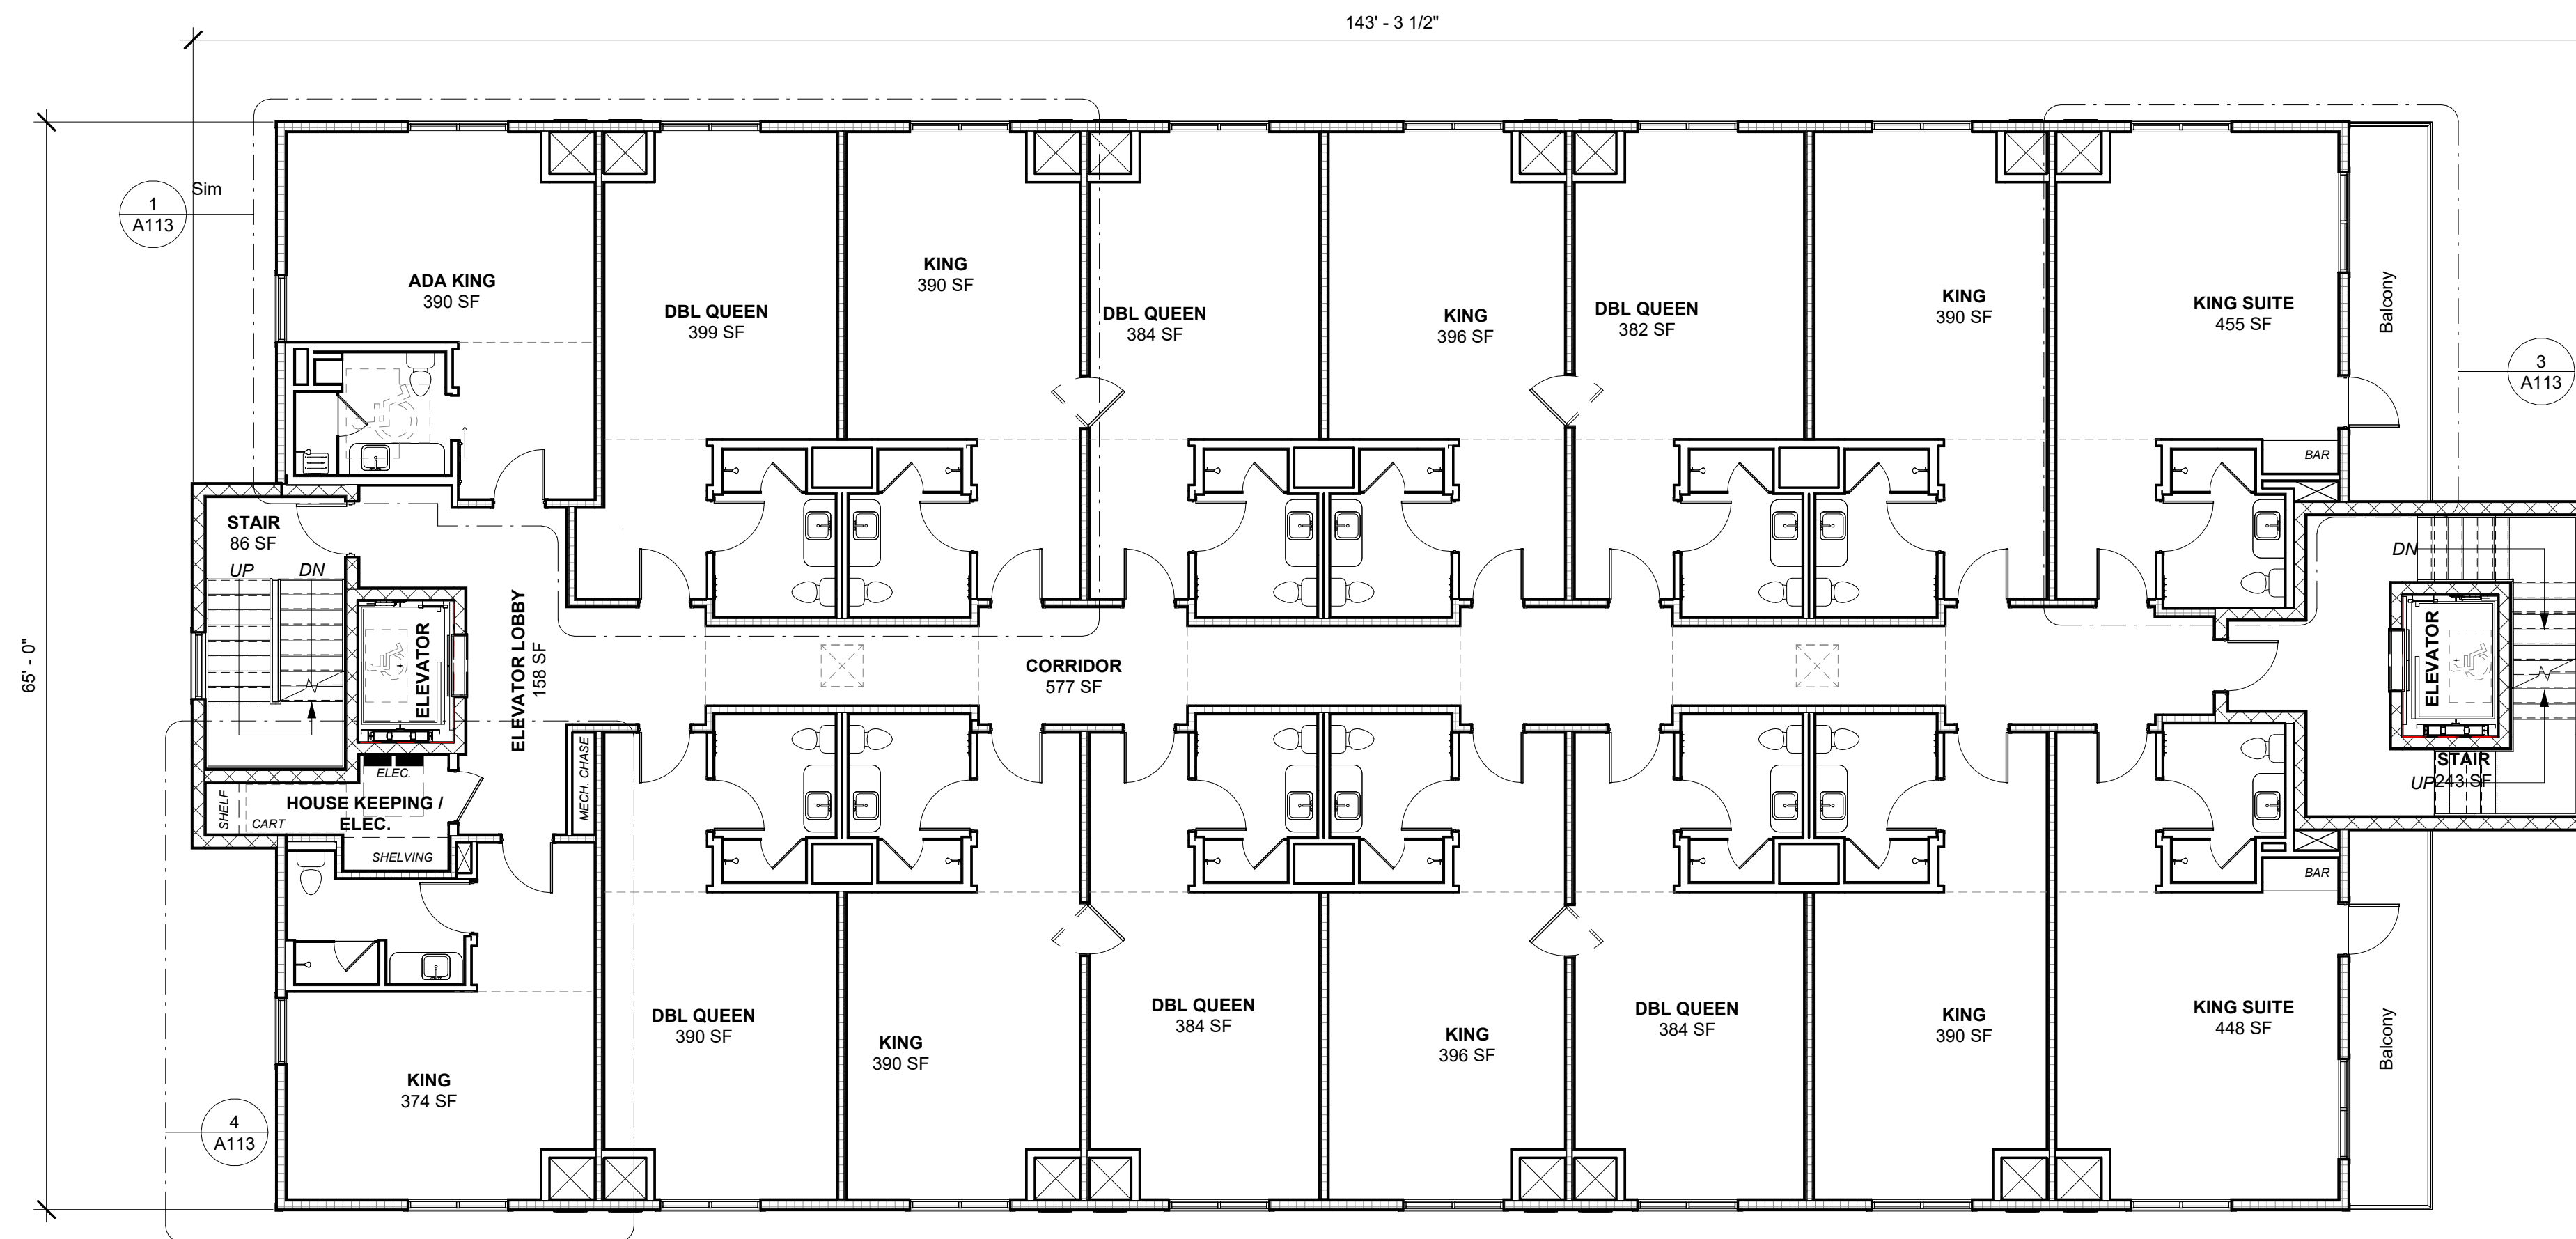 143' - 3 1/2"
65' - 0"
Sim
1
A113
3
A113
4
A113
ADA KING
390 SF
DBL QUEEN
399 SF
KING
390 SF
DBL QUEEN
384 SF
KING
396 SF
DBL QUEEN
382 SF
KING
390 SF
KING SUITE
455 SF
Balcony
BAR
STAIR
86 SF
UP
DN
ELEVATOR
ELEVATOR LOBBY
158 SF
CORRIDOR
577 SF
DN
ELEVATOR
STAIR
243 SF
UP
ELEC.
HOUSE KEEPING /
ELEC.
SHELF
CART
SHELVING
MECH. CHASE
BAR
KING
374 SF
DBL QUEEN
390 SF
KING
390 SF
DBL QUEEN
384 SF
KING
396 SF
DBL QUEEN
384 SF
KING
390 SF
KING SUITE
448 SF
Balcony